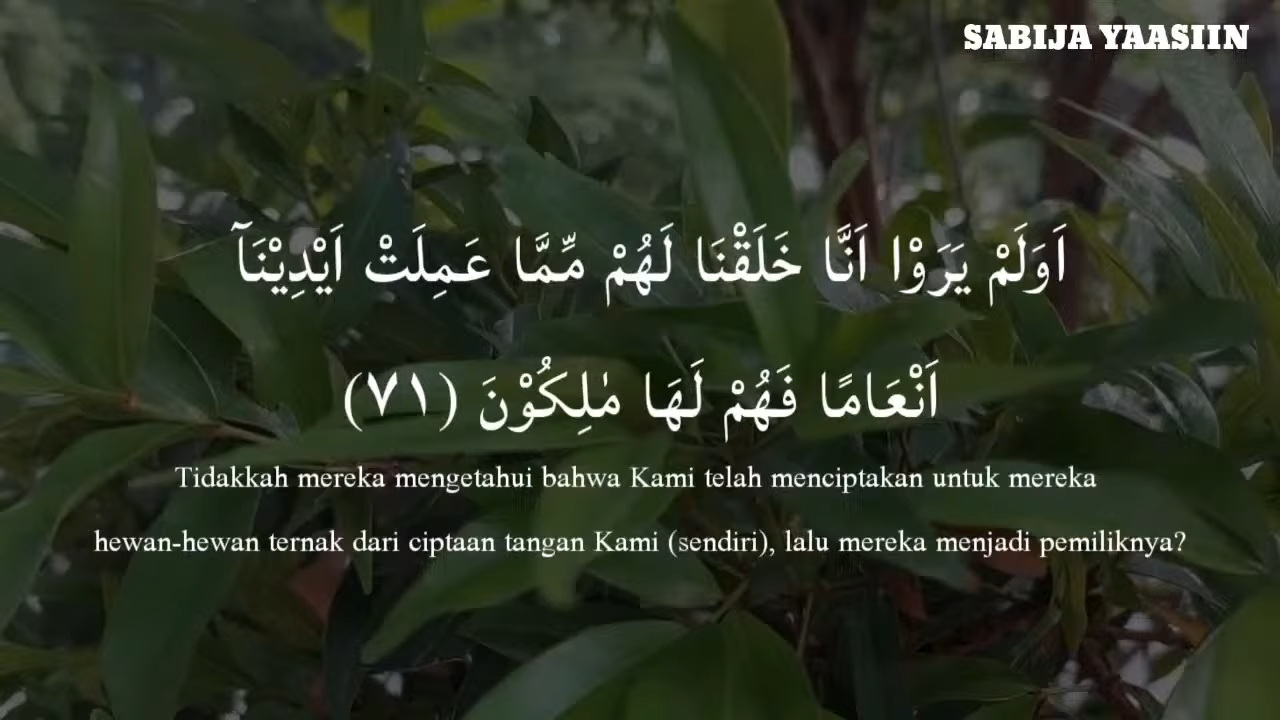 SABIJA YAASIIN
اَوَلَمْ يَرَوْا اَنَّا خَلَقْنَا لَهُمْ مِّمَّا عَمِلَتْ اَيْدِيْنَآ
اَنْعَامًا فَهُمْ لَهَا مٰلِكُوْنَ (٧١)
Tidakkah mereka mengetahui bahwa Kami telah menciptakan untuk mereka
hewan-hewan ternak dari ciptaan tangan Kami (sendiri), lalu mereka menjadi pemiliknya?